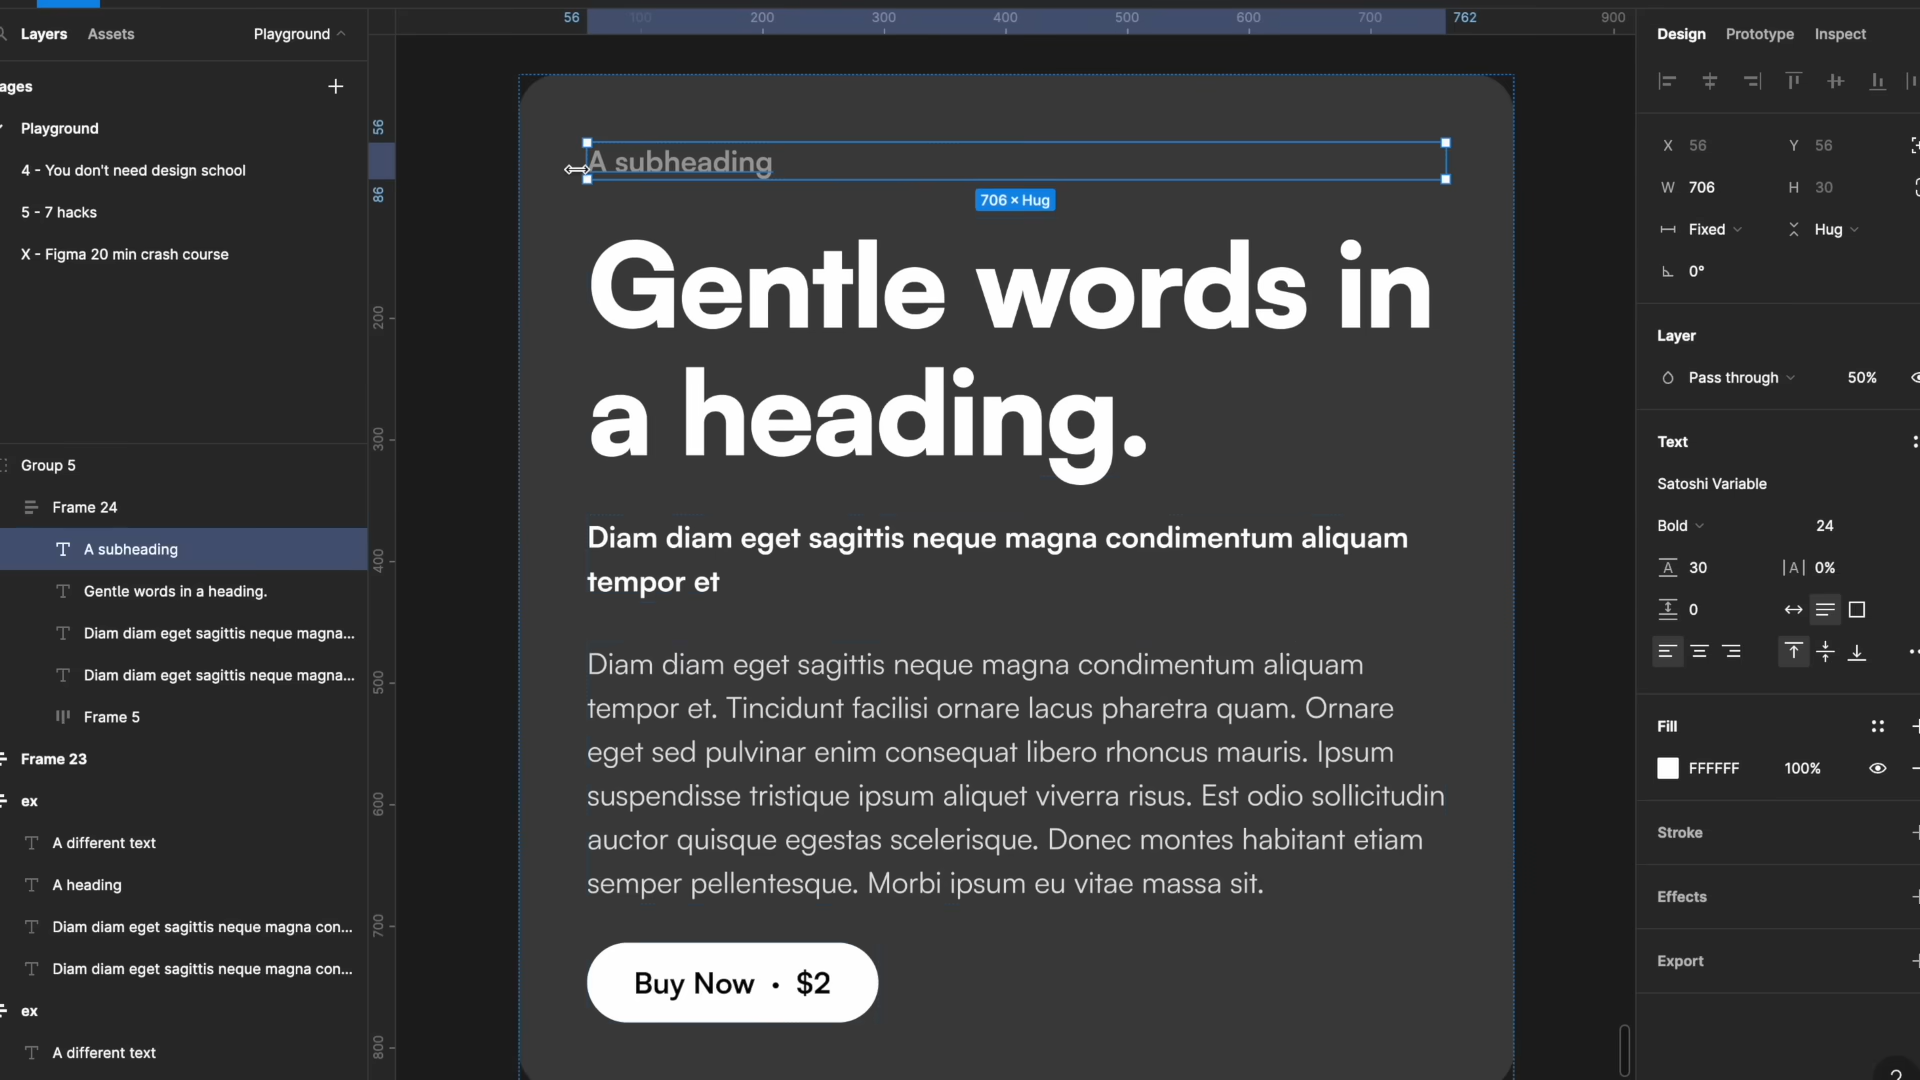 Layers Assets Playground
ages
Playground
4 - You don't need design school
5 - 7 hacks
X - Figma 20 min crash course
Group 5
Frame 24
A subheading
Gentle words in a heading.
Diam diam eget sagittis neque magna...
Diam diam eget sagittis neque magna...
Frame 5
Frame 23
ex
A different text
A heading
Diam diam eget sagittis neque magna con...
Diam diam eget sagittis neque magna con...
ex
A different text
56 100 200 300 400 500 600 700 762 900
56
86
200
300
400
500
600
700
800
A subheading
706 × Hug
Gentle words in
a heading.
Diam diam eget sagittis neque magna condimentum aliquam
tempor et
Diam diam eget sagittis neque magna condimentum aliquam
tempor et. Tincidunt facilisi ornare lacus pharetra quam. Ornare
eget sed pulvinar enim consequat libero rhoncus mauris. Ipsum
suspendisse tristique ipsum aliquet viverra risus. Est odio sollicitudin
auctor quisque egestas scelerisque. Donec montes habitant etiam
semper pellentesque. Morbi ipsum eu vitae massa sit.
Buy Now · $2
Design Prototype Inspect
X 56 Y 56
W 706 H 30
Fixed Hug
0°
Layer
Pass through 50%
Text
Satoshi Variable
Bold 24
A 30 |A| 0%
0
Fill
FFFFFF 100%
Stroke
Effects
Export
?